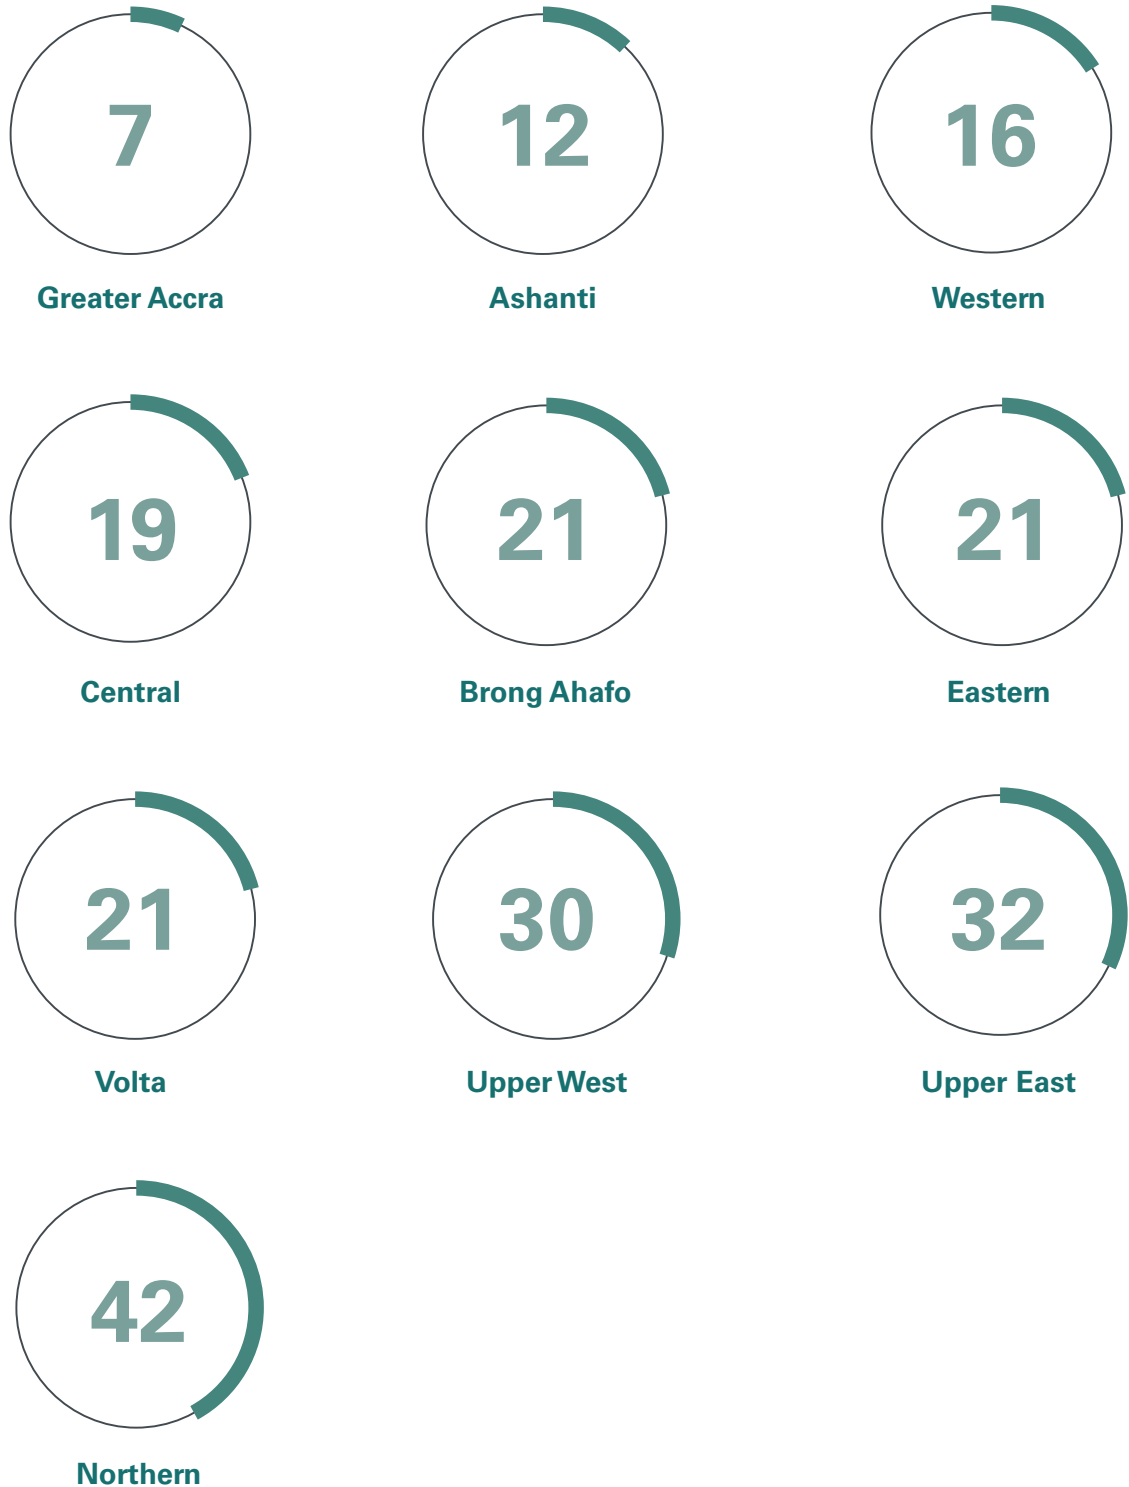 7
12
16
Greater Accra
Ashanti
Western
19
21
21
Central
Brong Ahafo
Eastern
21
30
32
Volta
Upper West
Upper East
42
Northern